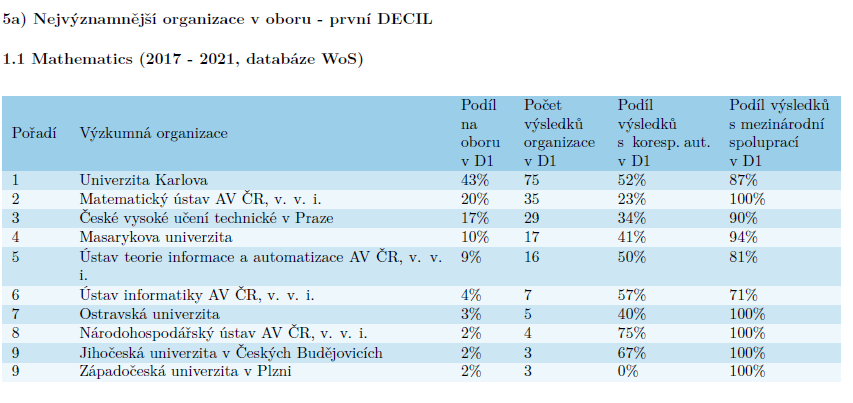 5a) Nejvýznamnější organizace v oboru - první DECIL
1.1 Mathematics (2017 - 2021, databáze WoS)
Pořadí Výzkumná organizace Podíl na oboru v D1 Počet výsledků organizace v D1 Podíl výsledků s koresp. aut. v D1 Podíl výsledků s mezinárodní spoluprací v D1
1 Univerzita Karlova 43% 75 52% 87%
2 Matematický ústav AV ČR, v. v. i. 20% 35 23% 100%
3 České vysoké učení technické v Praze 17% 29 34% 90%
4 Masarykova univerzita 10% 17 41% 94%
5 Ústav teorie informace a automatizace AV ČR, v. v. i. 9% 16 50% 81%
6 Ústav informatiky AV ČR, v. v. i. 4% 7 57% 71%
7 Ostravská univerzita 3% 5 40% 100%
8 Národohospodářský ústav AV ČR, v. v. i. 2% 4 75% 100%
9 Jihočeská univerzita v Českých Budějovicích 2% 3 67% 100%
9 Západočeská univerzita v Plzni 2% 3 0% 100%